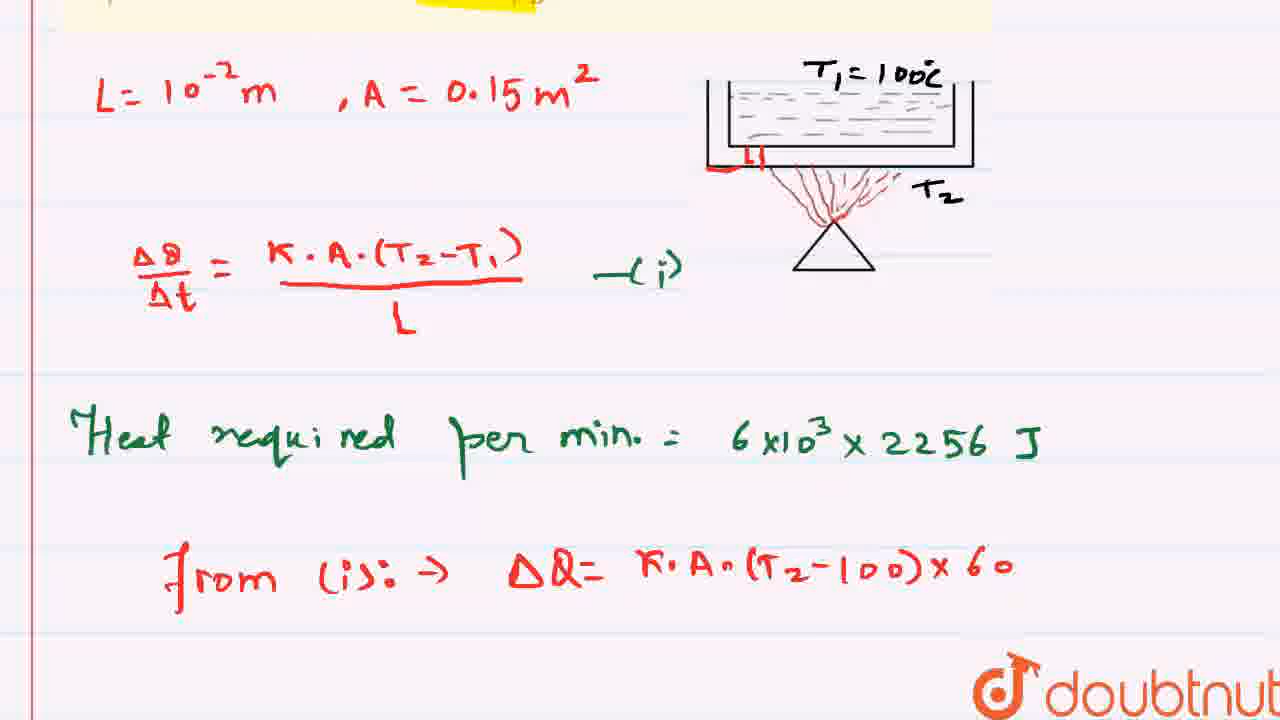 L = 10⁻² m , A = 0.15 m²
T₁ = 100°C
L
T₂
ΔQ/Δt = K . A . (T₂ - T₁) / L —(i)
Heat required per min. = 6 × 10³ × 2256 J
from (i): → ΔQ = K . A . (T₂ - 100) × 60
doubtnut